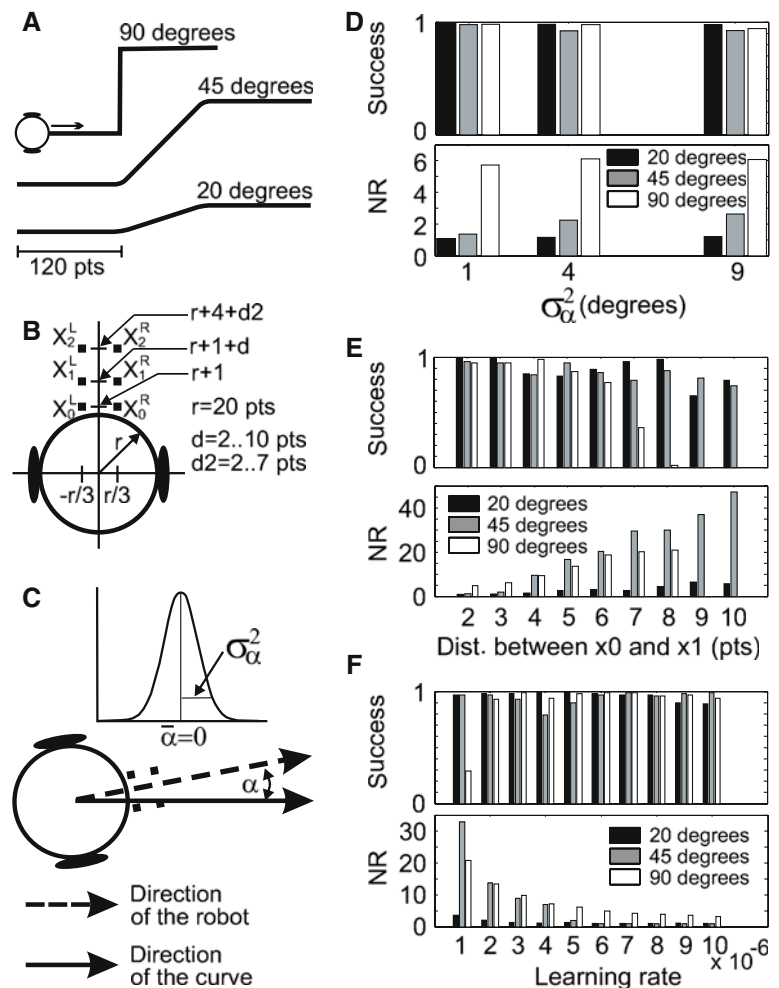 A
90 degrees
45 degrees
20 degrees
120 pts
B
r+4+d2
X₂ᴸ X₂ᴿ
r+1+d
X₁ᴸ X₁ᴿ
r+1
X₀ᴸ X₀ᴿ
r=20 pts
r
d=2..10 pts
d2=2..7 pts
-r/3 r/3
C
σ²α
ᾱ=0
α
Direction
of the robot
Direction
of the curve
D
Success
1
0
NR
6
4
2
0
20 degrees
45 degrees
90 degrees
1 4 9
σ²α (degrees)
E
Success
1
0
NR
40
20
0
20 degrees
45 degrees
90 degrees
2 3 4 5 6 7 8 9 10
Dist. between x0 and x1 (pts)
F
Success
1
0
NR
30
20
10
0
20 degrees
45 degrees
90 degrees
1 2 3 4 5 6 7 8 9 10
x 10⁻⁶
Learning rate